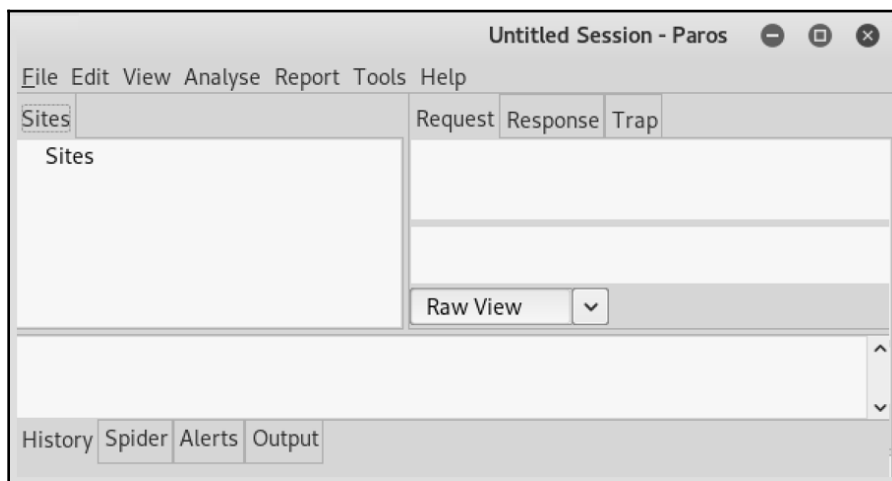 Untitled Session - Paros
File Edit View Analyse Report Tools Help
Sites
Request Response Trap
Sites
Raw View
History Spider Alerts Output